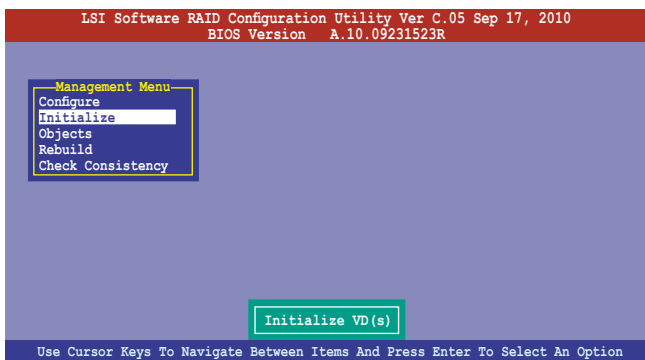 LSI Software RAID Configuration Utility Ver C.05 Sep 17, 2010
BIOS Version A.10.09231523R
Management Menu
Configure
Initialize
Objects
Rebuild
Check Consistency
Initialize VD(s)
Use Cursor Keys To Navigate Between Items And Press Enter To Select An Option